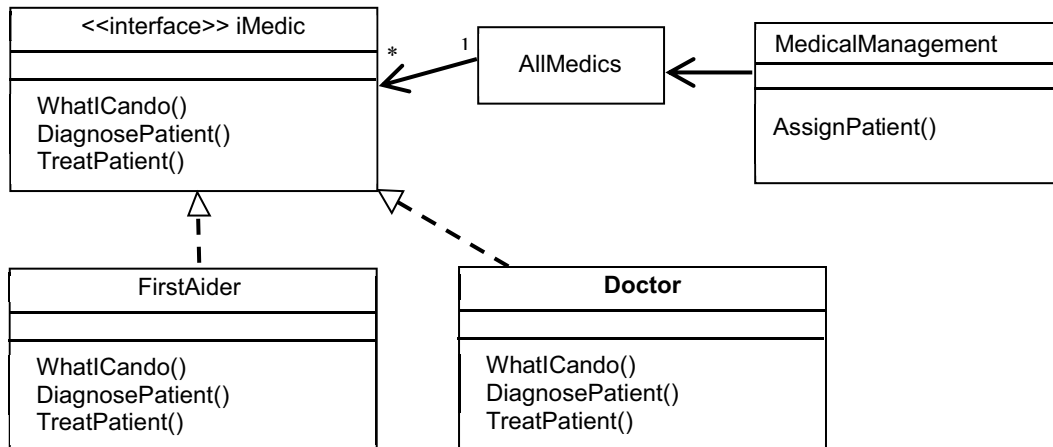 <<interface>> iMedic
WhatICando()
DiagnosePatient()
TreatPatient()
*
1
AllMedics
MedicalManagement
AssignPatient()
FirstAider
WhatICando()
DiagnosePatient()
TreatPatient()
Doctor
WhatICando()
DiagnosePatient()
TreatPatient()